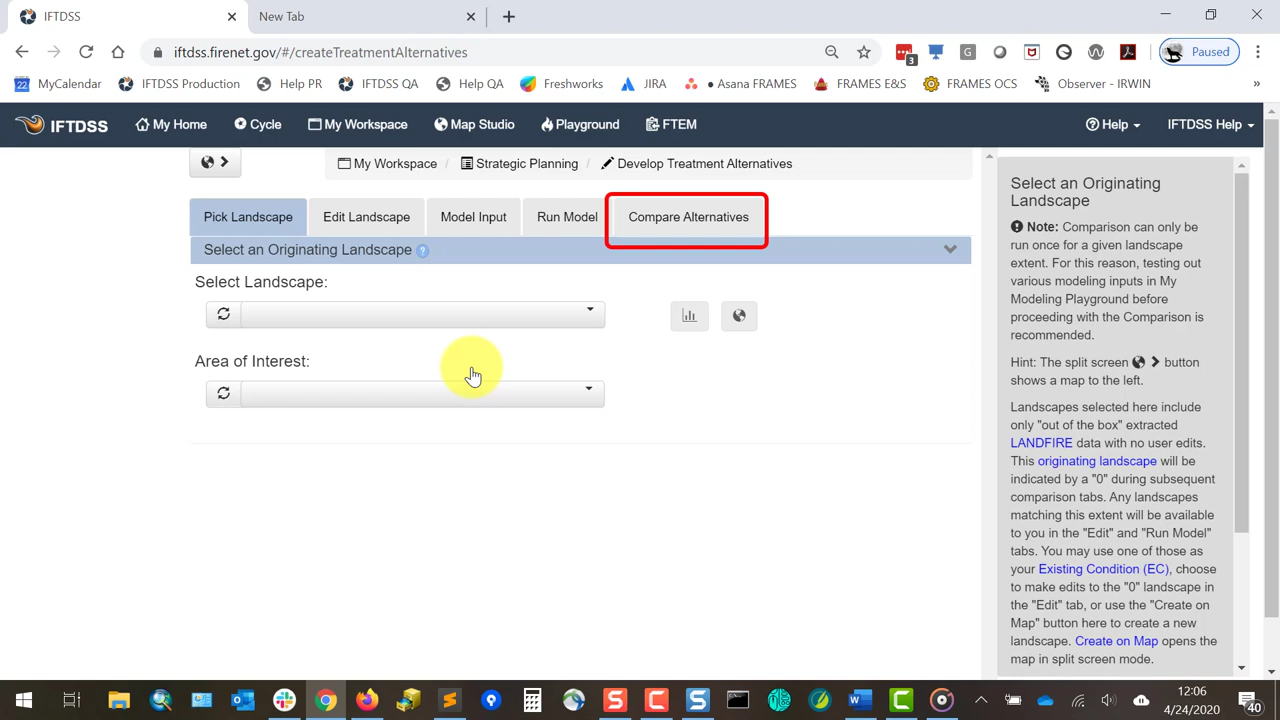 IFTDSS
New Tab
iftdss.firenet.gov/#/createTreatmentAlternatives
3
G
Paused
22
MyCalendar
IFTDSS Production
Help PR
IFTDSS QA
Help QA
Freshworks
JIRA
• Asana FRAMES
FRAMES E&S
FRAMES OCS
Observer - IRWIN
»
IFTDSS
My Home
Cycle
My Workspace
Map Studio
Playground
FTEM
Help
IFTDSS Help
My Workspace / Strategic Planning / Develop Treatment Alternatives
Pick Landscape
Edit Landscape
Model Input
Run Model
Compare Alternatives
Select an Originating Landscape ?
Select Landscape:
Area of Interest:
Select an Originating
Landscape
Note: Comparison can only be
run once for a given landscape
extent. For this reason, testing out
various modeling inputs in My
Modeling Playground before
proceeding with the Comparison is
recommended.
Hint: The split screen button
shows a map to the left.
Landscapes selected here include
only "out of the box" extracted
LANDFIRE data with no user edits.
This originating landscape will be
indicated by a "0" during subsequent
comparison tabs. Any landscapes
matching this extent will be available
to you in the "Edit" and "Run Model"
tabs. You may use one of those as
your Existing Condition (EC), choose
to make edits to the "0" landscape in
the "Edit" tab, or use the "Create on
Map" button here to create a new
landscape. Create on Map opens the
map in split screen mode.
12:06
4/24/2020
40